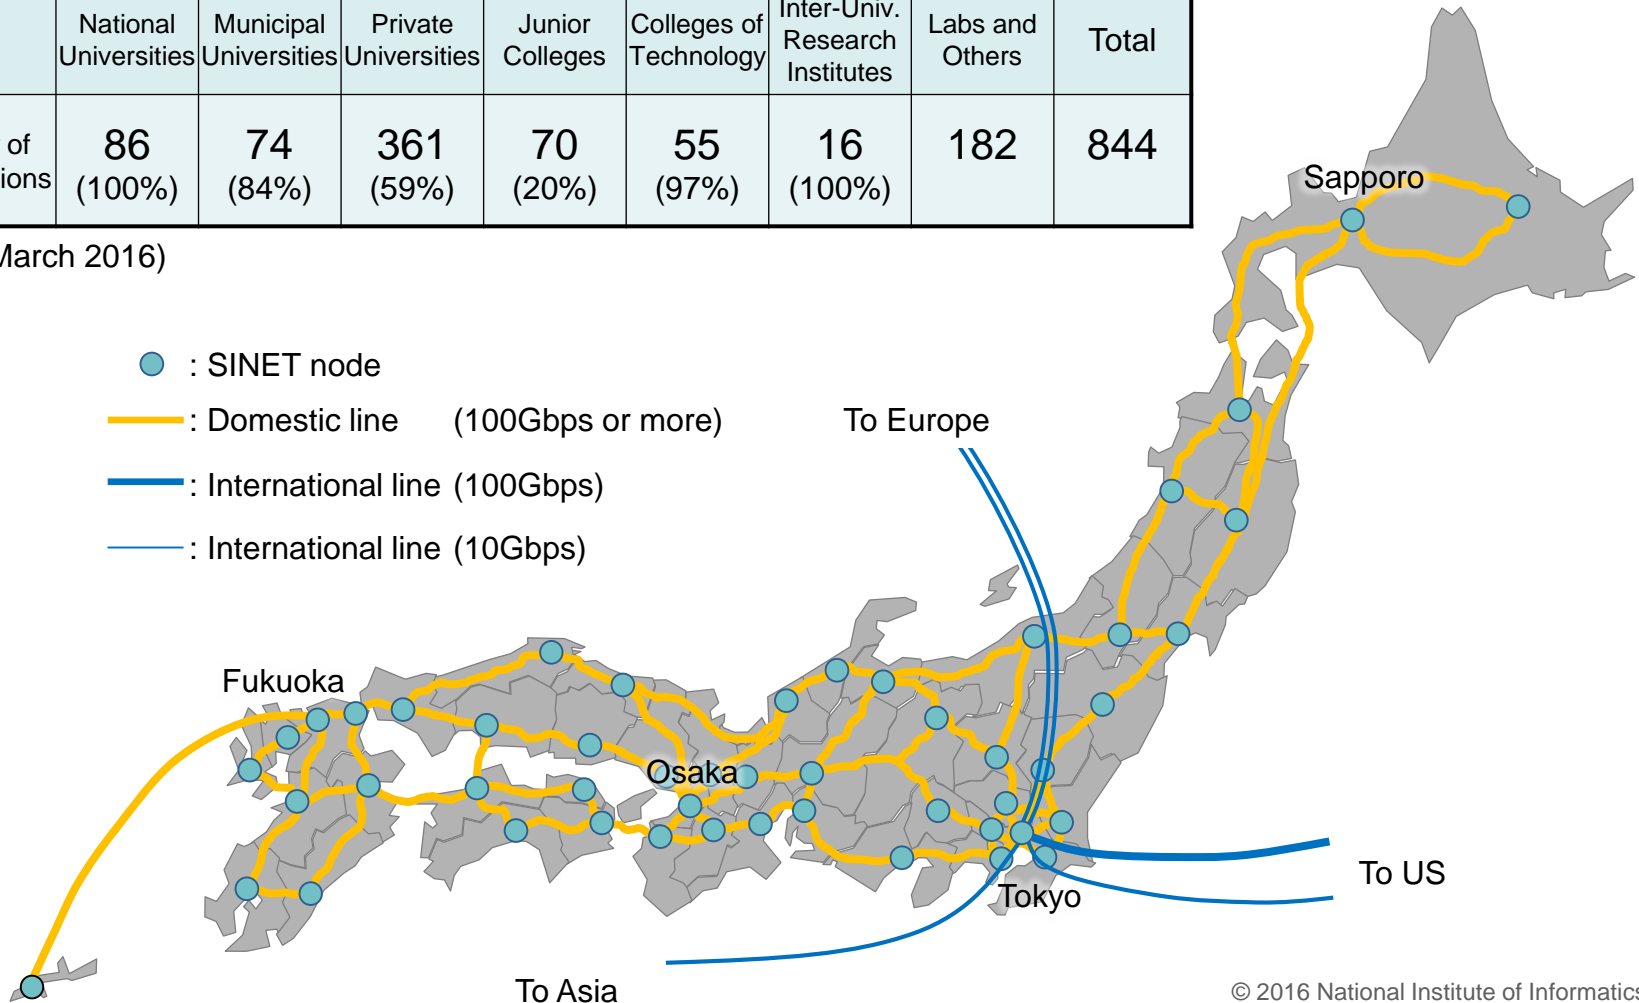 National Universities
Municipal Universities
Private Universities
Junior Colleges
Colleges of Technology
Inter-Univ. Research Institutes
Labs and Others
Total
of
86
(100%)
74
(84%)
361
(59%)
70
(20%)
55
(97%)
16
(100%)
182
844
March 2016)
: SINET node
: Domestic line (100Gbps or more)
: International line (100Gbps)
: International line (10Gbps)
Sapporo
To Europe
Fukuoka
Osaka
Tokyo
To US
To Asia
© 2016 National Institute of Informatics